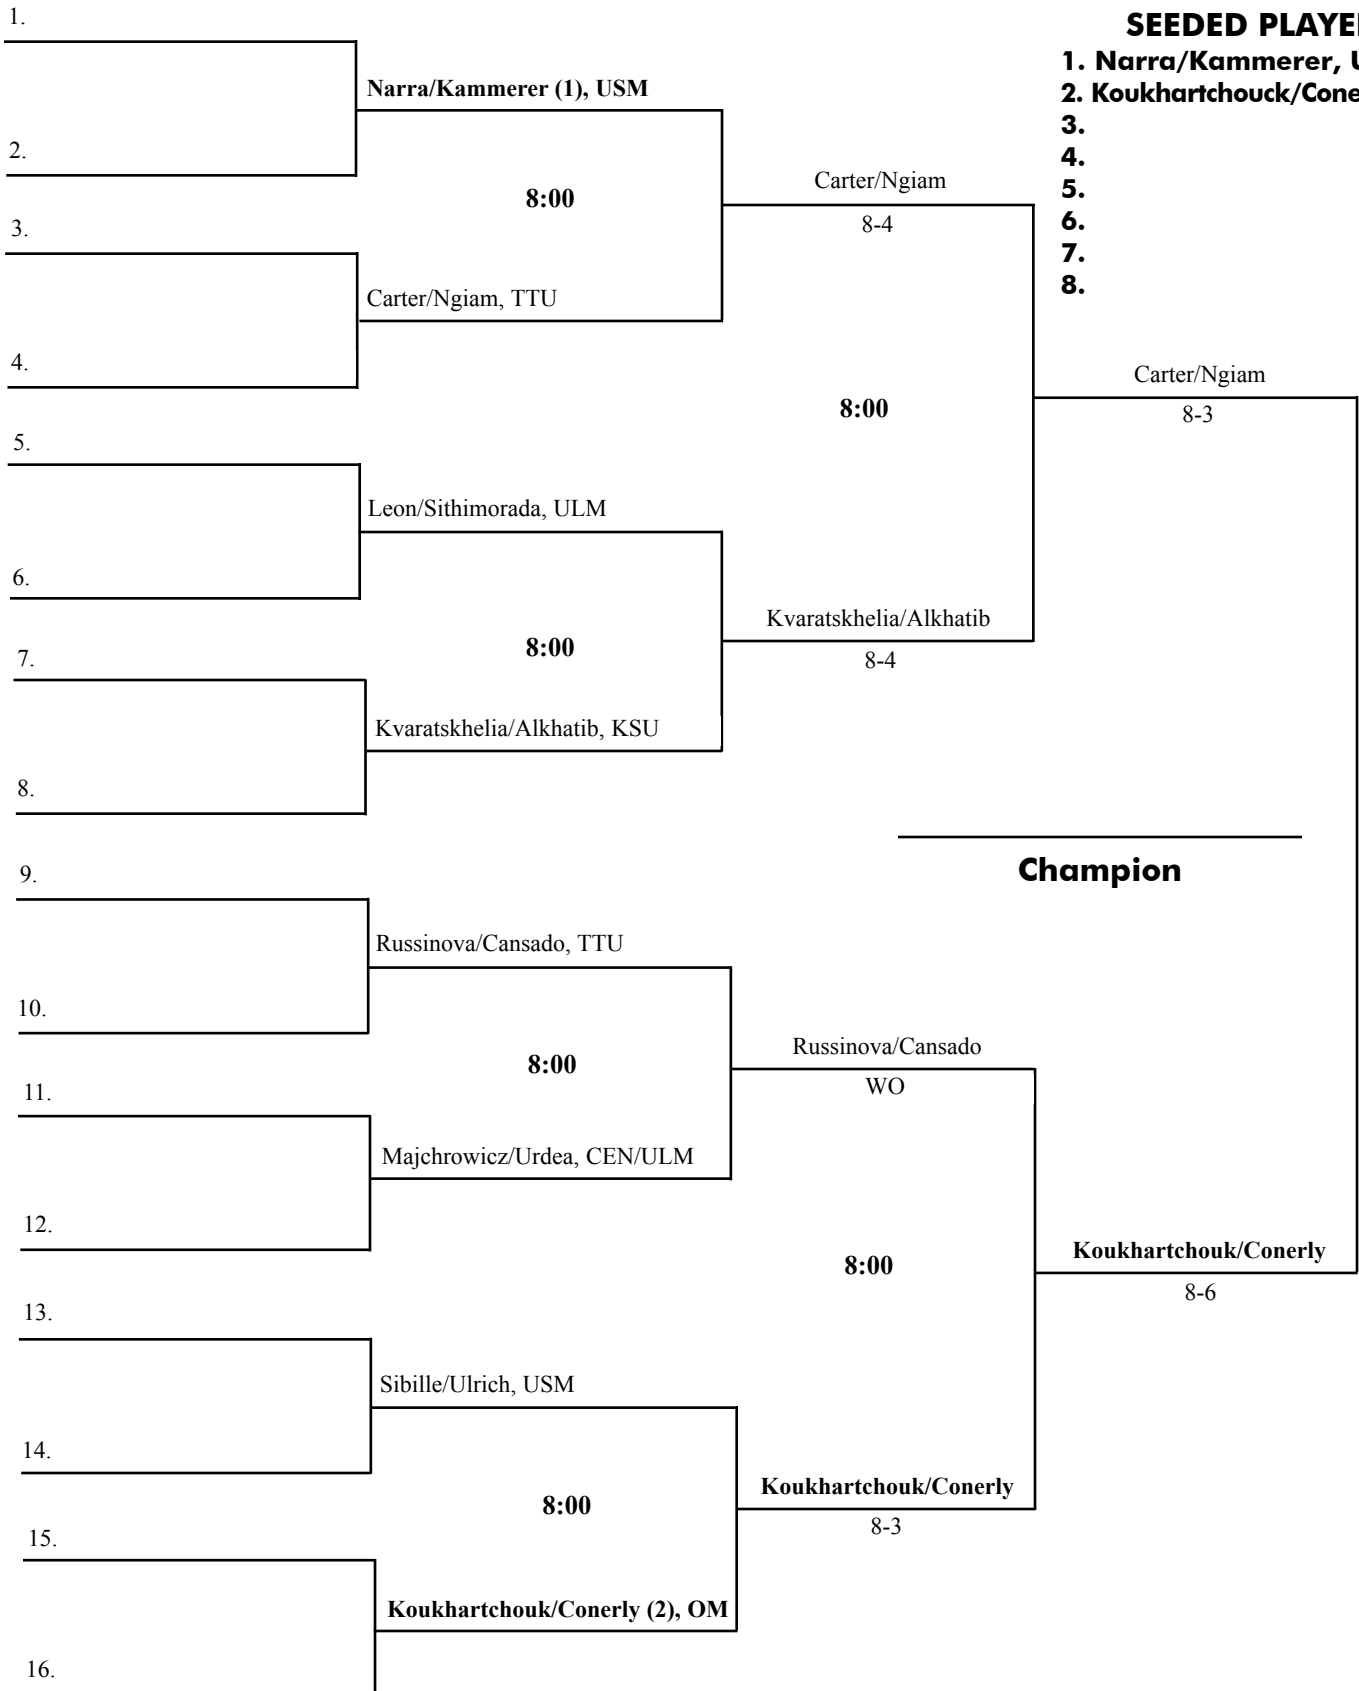 1.
SEEDED PLAYE
1. Narra/Kammerer,
2. Koukhartchouck/Cone
3.
4.
5.
6.
7.
8.
Narra/Kammerer (1), USM
2.
8:00
Carter/Ngiam
8-4
3.
Carter/Ngiam, TTU
4.
Carter/Ngiam
8-3
8:00
5.
Leon/Sithimorada, ULM
6.
Kvaratskhelia/Alkhatib
8-4
8:00
7.
Kvaratskhelia/Alkhatib, KSU
8.
Champion
9.
Russinova/Cansado, TTU
10.
8:00
Russinova/Cansado
WO
11.
Majchrowicz/Urdea, CEN/ULM
12.
8:00
Koukhartchouk/Conerly
8-6
13.
Sibille/Ulrich, USM
14.
8:00
Koukhartchouk/Conerly
8-3
15.
Koukhartchouk/Conerly (2), OM
16.